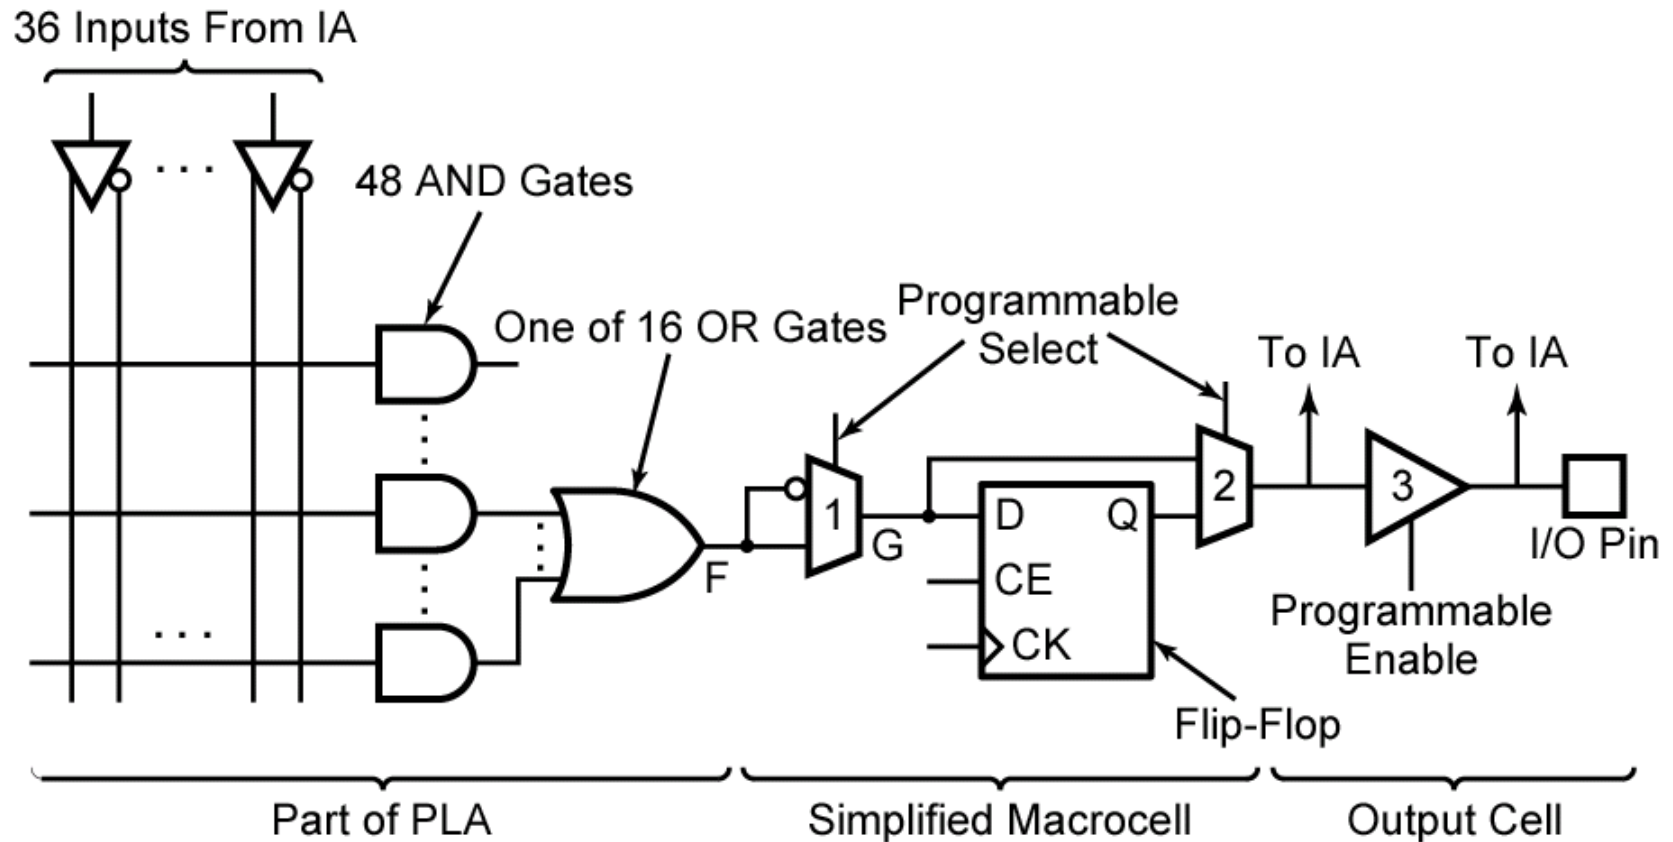 36 Inputs From IA
48 AND Gates
One of 16 OR Gates
Programmable
Select
To IA
To IA
1
2
3
F
G
D
Q
CE
CK
I/O Pin
Programmable
Enable
Flip-Flop
Part of PLA
Simplified Macrocell
Output Cell